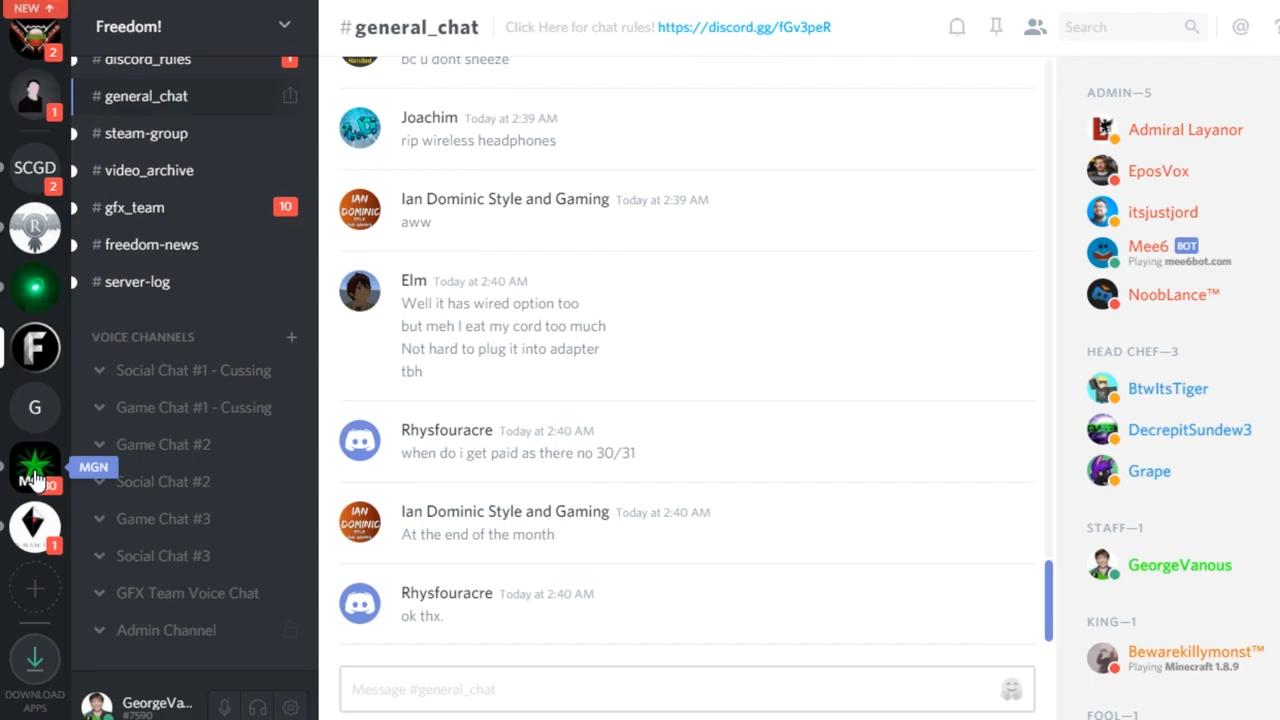 NEW ↑
2
1
SCGD
2
R
F
G
MGN
1
DOWNLOAD
APPS
Freedom!
# discord_rules
# general_chat
# steam-group
# video_archive
# gfx_team 10
# freedom-news
# server-log
VOICE CHANNELS +
Social Chat #1 - Cussing
Game Chat #1 - Cussing
Game Chat #2
Social Chat #2
Game Chat #3
Social Chat #3
GFX Team Voice Chat
Admin Channel
GeorgeVa...
#7590
#general_chat Click Here for chat rules! https://discord.gg/fGv3peR
Search @
bc u dont sneeze
Joachim Today at 2:39 AM
rip wireless headphones
IAN DOMINIC
Ian Dominic Style and Gaming Today at 2:39 AM
aww
Elm Today at 2:40 AM
Well it has wired option too
but meh I eat my cord too much
Not hard to plug it into adapter
tbh
Rhysfouracre Today at 2:40 AM
when do i get paid as there no 30/31
IAN DOMINIC
Ian Dominic Style and Gaming Today at 2:40 AM
At the end of the month
Rhysfouracre Today at 2:40 AM
ok thx.
Message #general_chat
ADMIN—5
Admiral Layanor
EposVox
itsjustjord
Mee6 BOT
Playing mee6bot.com
NoobLance™
HEAD CHEF—3
BtwItsTiger
DecrepitSundew3
Grape
STAFF—1
GeorgeVanous
KING—1
Bewarekillymonst™
Playing Minecraft 1.8.9
FOOL—1